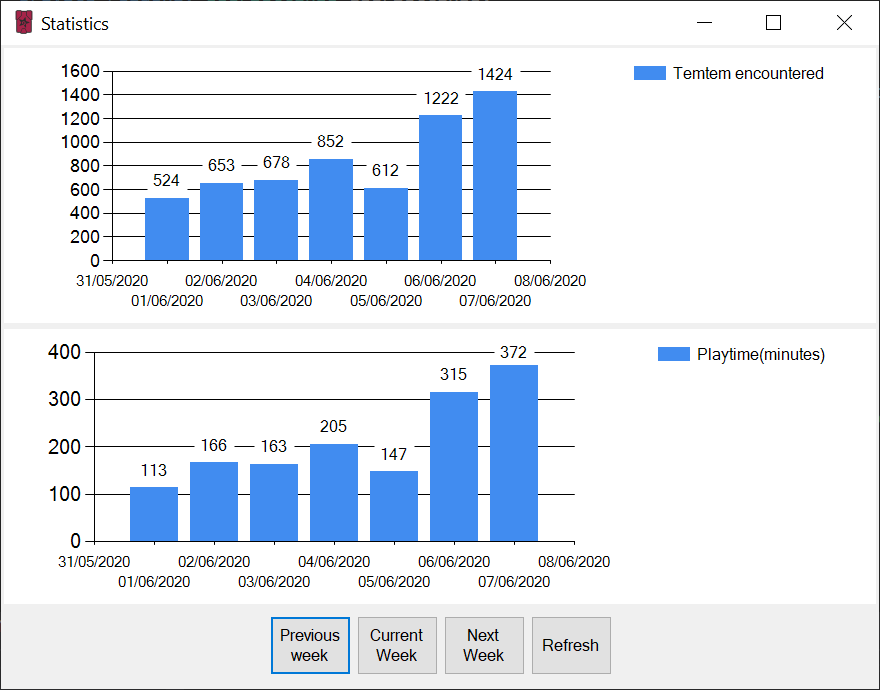 Statistics
Temtem encountered
1600
1400
1200
1000
800
600
400
200
0
524
653
678
852
612
1222
1424
31/05/2020 02/06/2020 04/06/2020 06/06/2020 08/06/2020
01/06/2020 03/06/2020 05/06/2020 07/06/2020
Playtime(minutes)
400
300
200
100
0
113
166
163
205
147
315
372
31/05/2020 02/06/2020 04/06/2020 06/06/2020 08/06/2020
01/06/2020 03/06/2020 05/06/2020 07/06/2020
Previous
week
Current
Week
Next
Week
Refresh